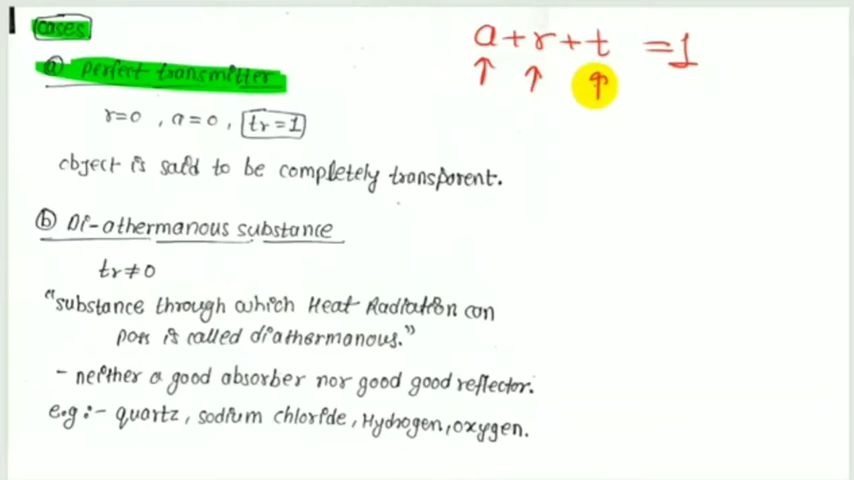 cases
a + r + t = 1
ⓐ perfect transmitter
r=0 , a=0, tr=1
object is said to be completely transparent.
ⓑ Di-athermanous substance
tr≠0
"substance through which Heat Radiation can
pass is called diathermanous."
- neither a good absorber nor good good reflector.
e.g :- quartz, sodium chloride, Hydrogen, oxygen.